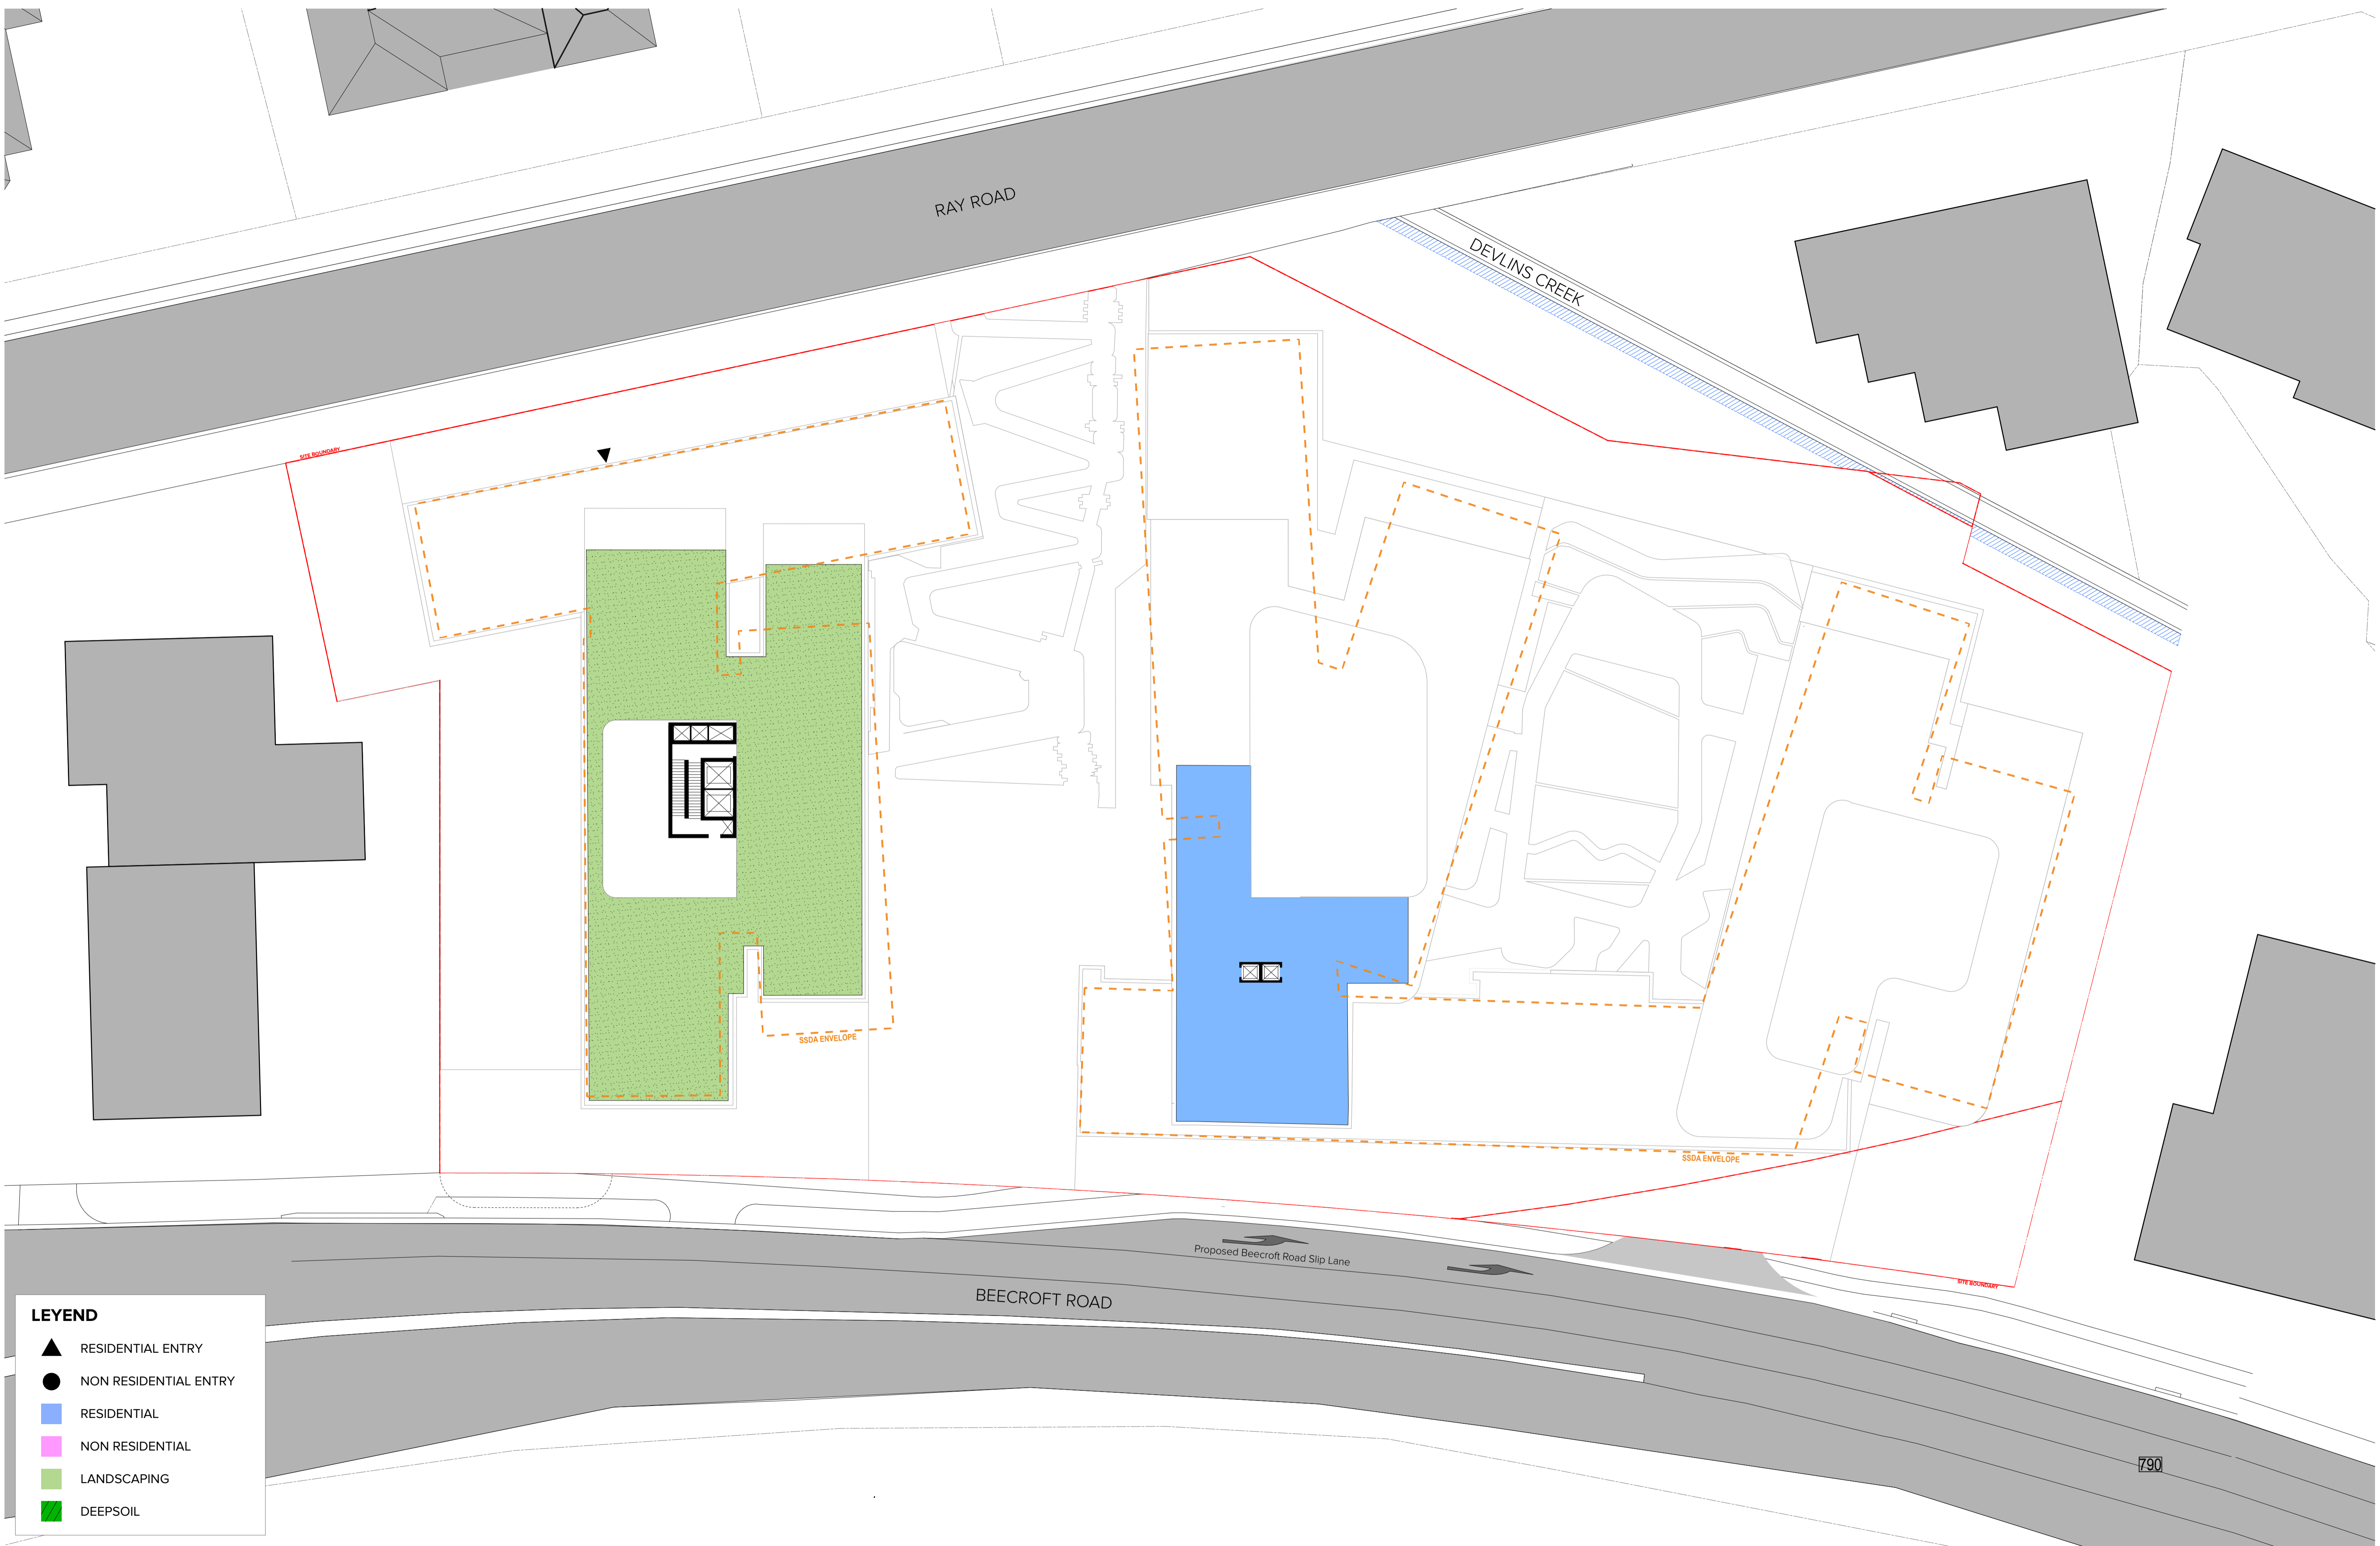 RAY ROAD
DEVLINS CREEK
SITE BOUNDARY
SSDA ENVELOPE
SSDA ENVELOPE
Proposed Beecroft Road Slip Lane
SITE BOUNDARY
BEECROFT ROAD
LEYEND
RESIDENTIAL ENTRY
NON RESIDENTIAL ENTRY
RESIDENTIAL
NON RESIDENTIAL
LANDSCAPING
DEEPSOIL
790